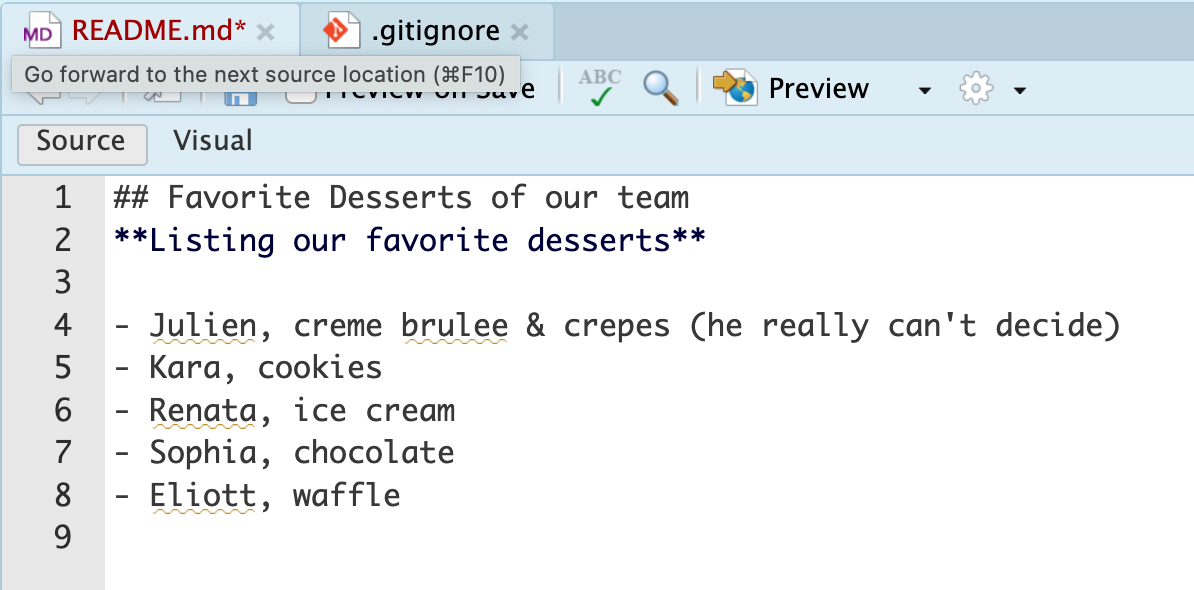 MD README.md* .gitignore
Go forward to the next source location (⌘F10)
Preview on Save ABC Preview
Source Visual
1 ## Favorite Desserts of our team
2 **Listing our favorite desserts**
3
4 - Julien, creme brulee & crepes (he really can't decide)
5 - Kara, cookies
6 - Renata, ice cream
7 - Sophia, chocolate
8 - Eliott, waffle
9